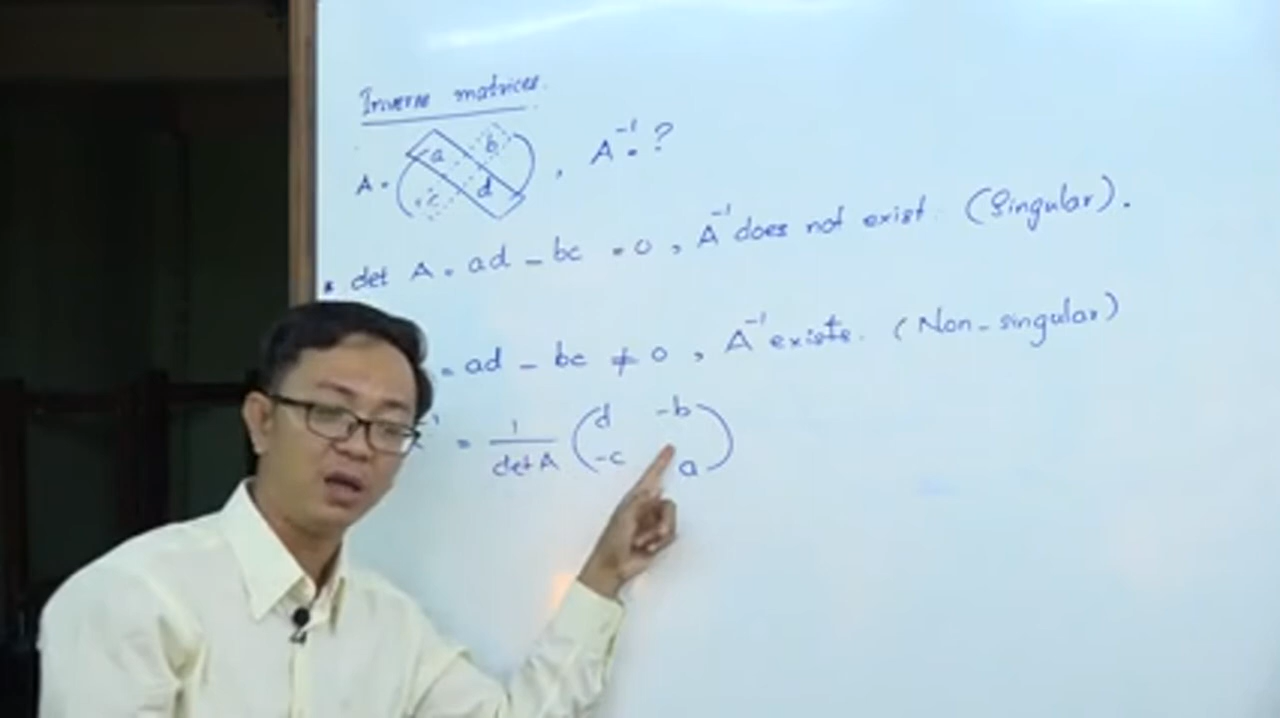 Inverse matrices.
A = ( a b c d ) , A⁻¹ = ?
* det A = ad - bc = 0 , A⁻¹ does not exist. (Singular).
= ad - bc ≠ 0 , A⁻¹ exists. (Non-singular)
⁻¹ = 1/det A ( d -b -c a )